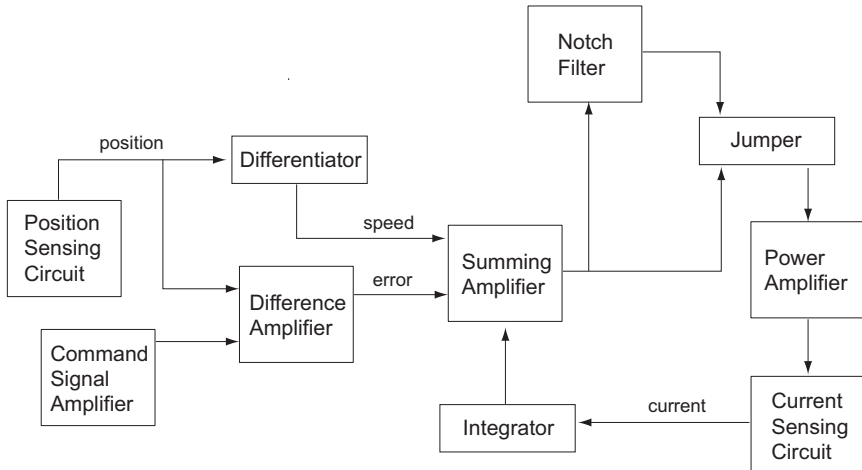 Notch
Filter
Jumper
position
Differentiator
Position
Sensing
Circuit
speed
Summing
Amplifier
Power
Amplifier
error
Difference
Amplifier
Command
Signal
Amplifier
Integrator
current
Current
Sensing
Circuit